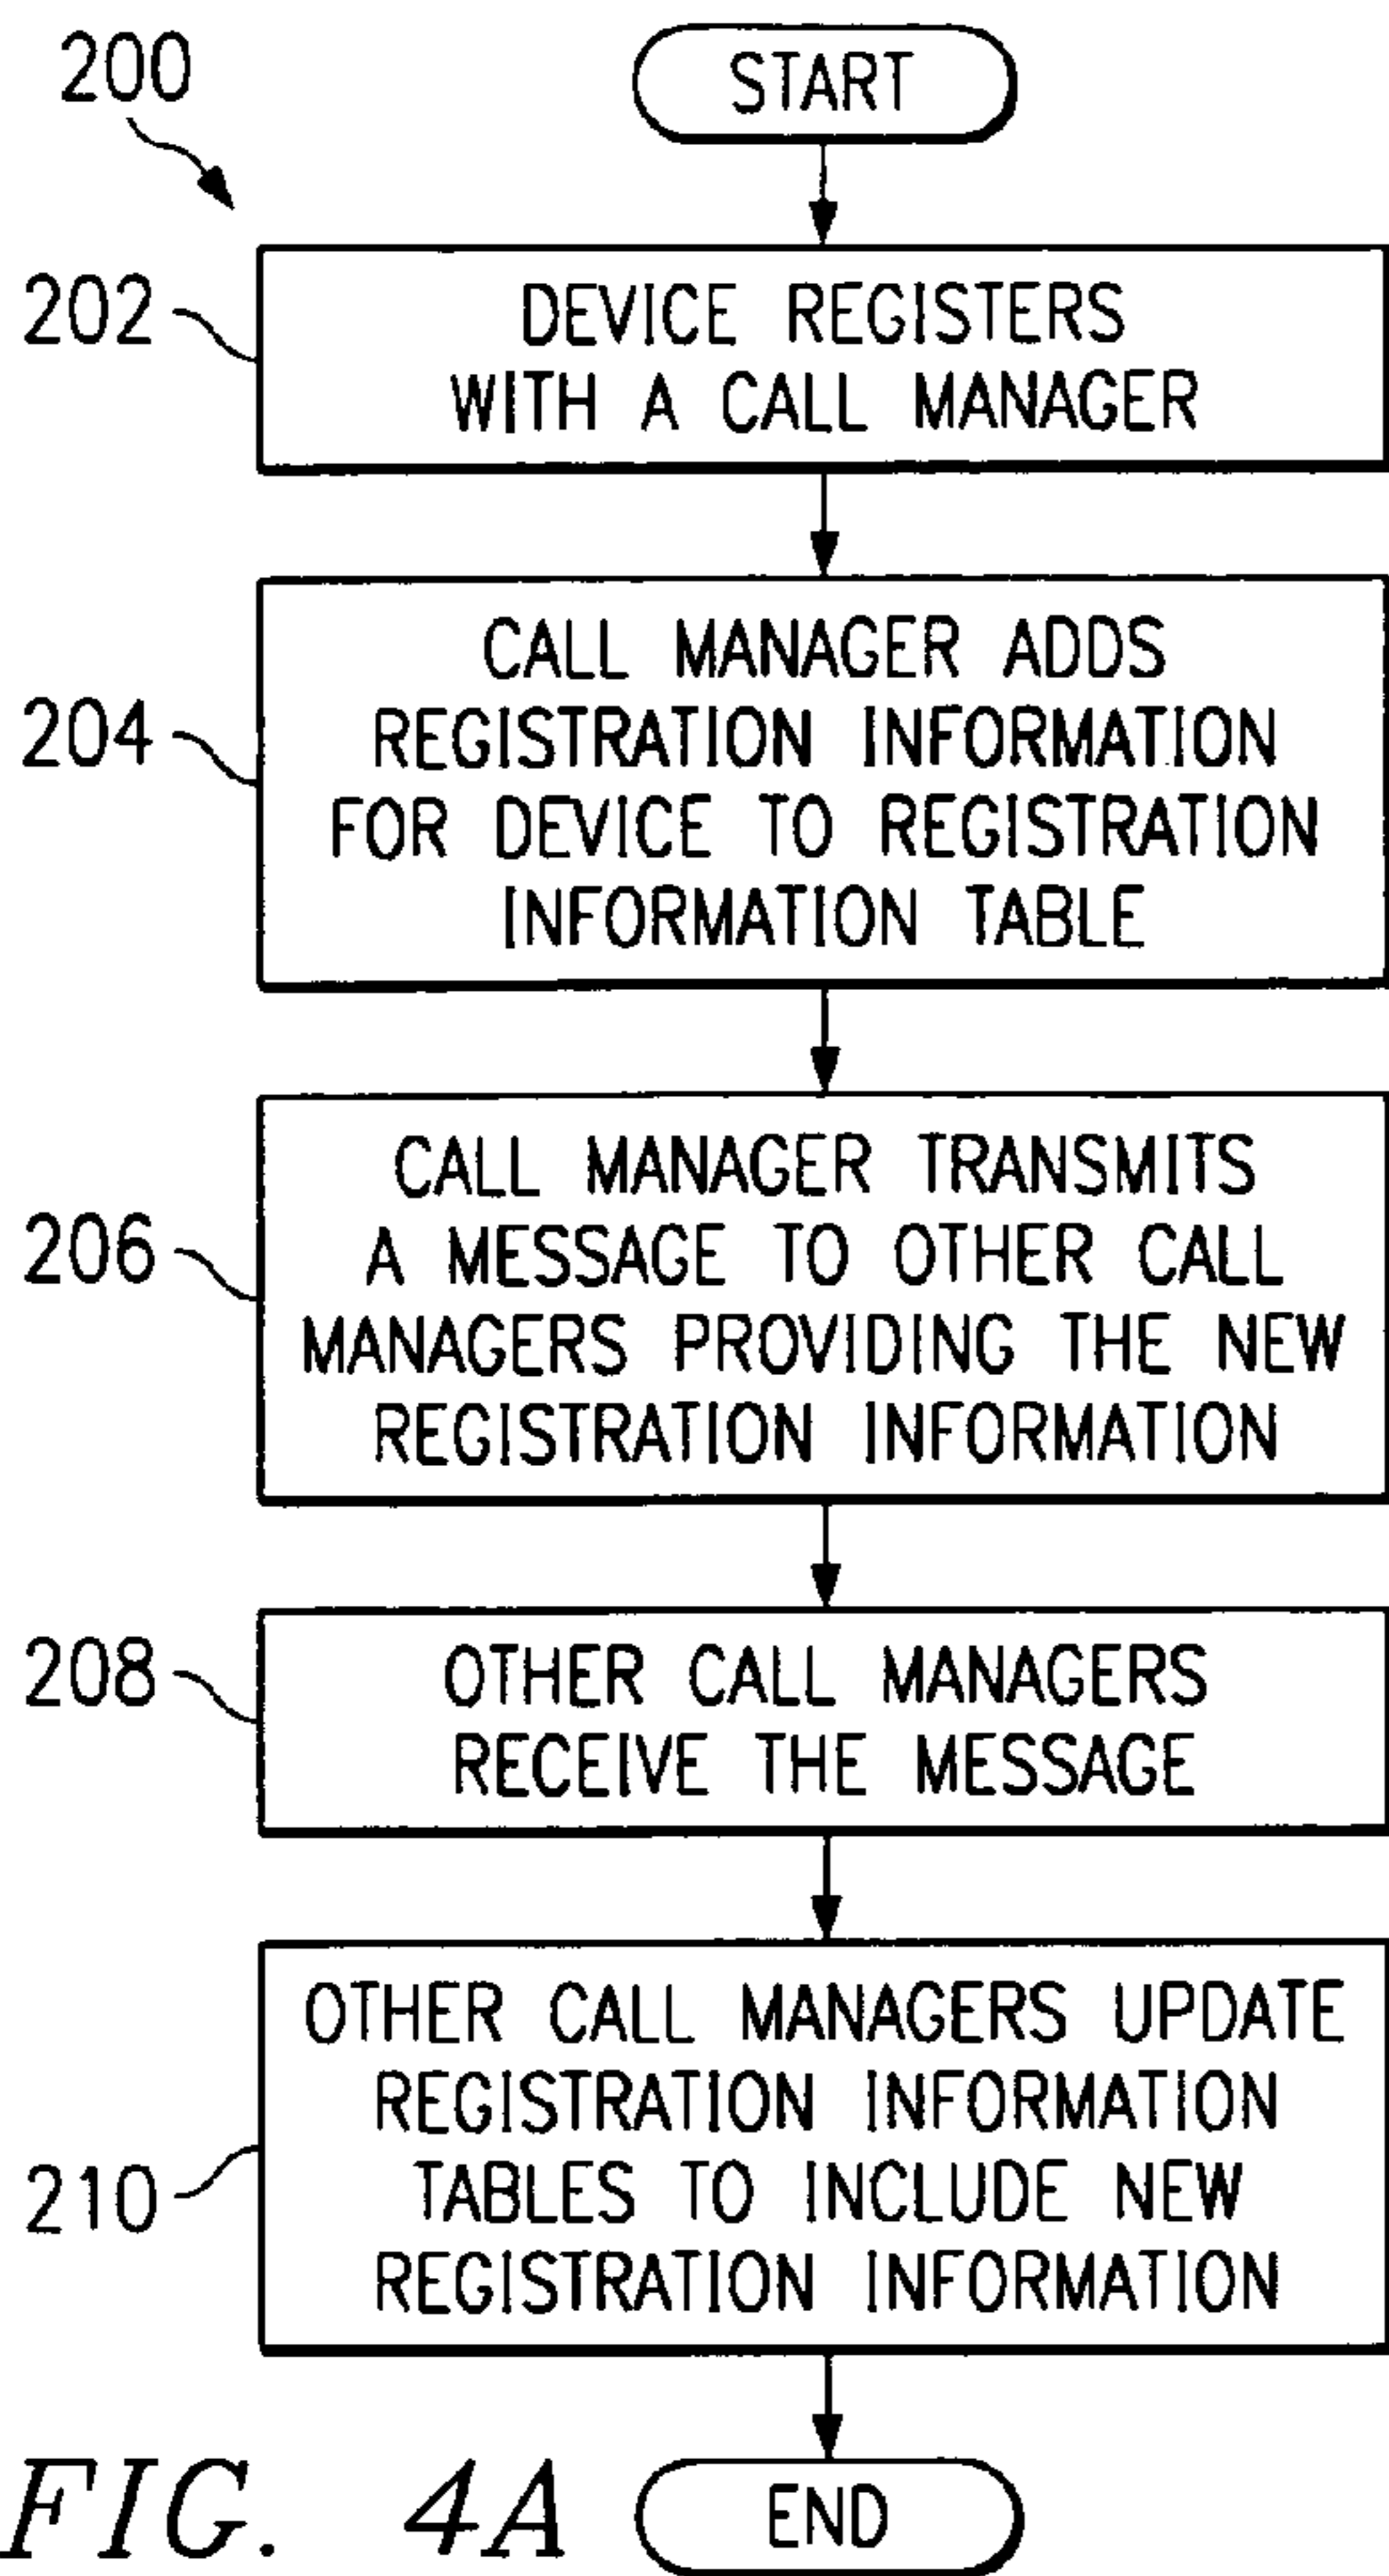 200
START
202
DEVICE REGISTERS
WITH A CALL MANAGER
204
CALL MANAGER ADDS
REGISTRATION INFORMATION
FOR DEVICE TO REGISTRATION
INFORMATION TABLE
206
CALL MANAGER TRANSMITS
A MESSAGE TO OTHER CALL
MANAGERS PROVIDING THE NEW
REGISTRATION INFORMATION
208
OTHER CALL MANAGERS
RECEIVE THE MESSAGE
210
OTHER CALL MANAGERS UPDATE
REGISTRATION INFORMATION
TABLES TO INCLUDE NEW
REGISTRATION INFORMATION
FIG. 4A
END